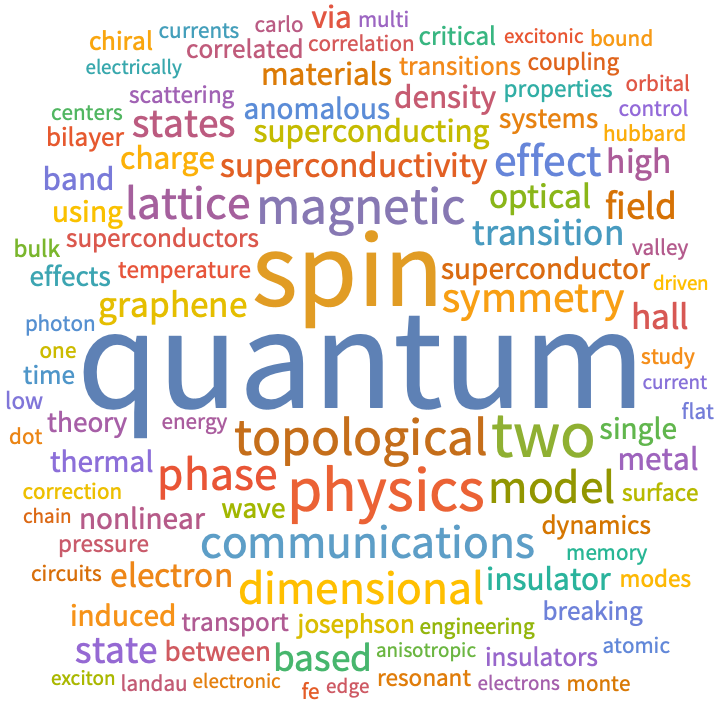 chiral currents carlo via multi
electrically correlated correlation critical excitonic bound
materials transitions coupling
centers scattering anomalous density properties orbital
bilayer states superconducting systems control
charge superconductivity effect high hubbard
band lattice magnetic optical field
using superconductors transition valley
bulk spin
effects temperature superconductor driven
graphene symmetry hall
photon quantum
one study
time current
low flat
theory energy topological two single
dot
thermal phase physics model metal
correction surface
chain nonlinear wave communications dynamics
pressure memory
circuits electron dimensional insulator modes
induced transport josephson engineering breaking
state between based anisotropic insulators atomic
exciton landau electronic fe edge resonant electrons monte